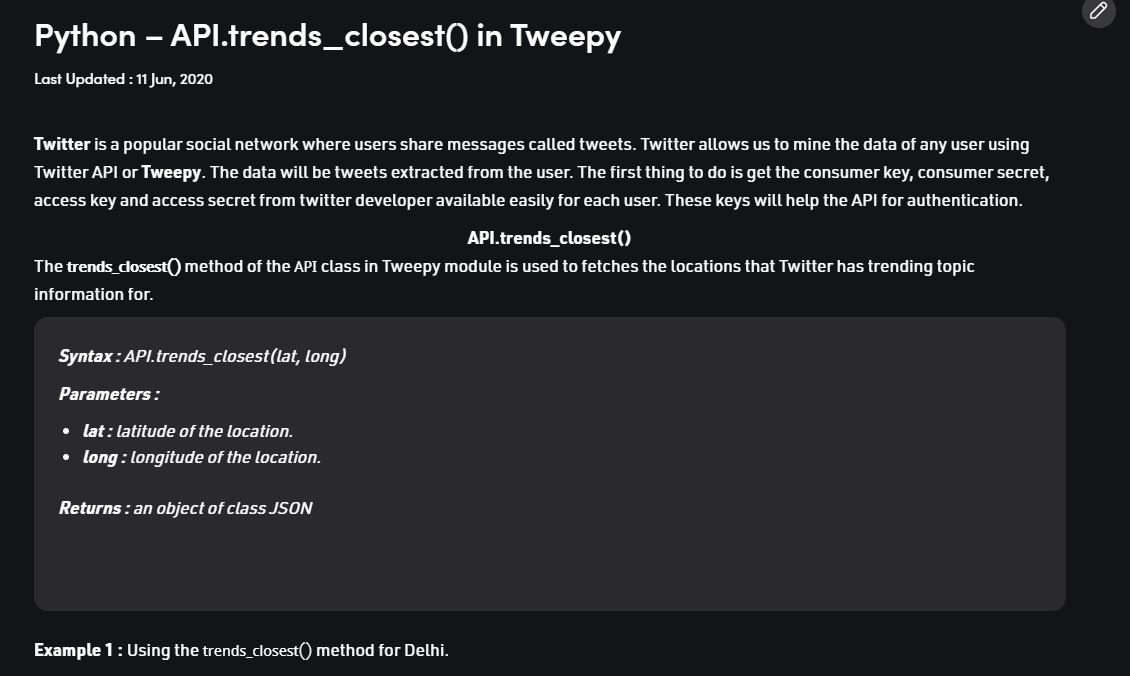 Python – API.trends_closest() in Tweepy
Last Updated : 11 Jun, 2020
Twitter is a popular social network where users share messages called tweets. Twitter allows us to mine the data of any user using
Twitter API or Tweepy. The data will be tweets extracted from the user. The first thing to do is get the consumer key, consumer secret,
access key and access secret from twitter developer available easily for each user. These keys will help the API for authentication.
API.trends_closest()
The trends_closest() method of the API class in Tweepy module is used to fetches the locations that Twitter has trending topic
information for.
Syntax : API.trends_closest(lat, long)
Parameters :
• lat : latitude of the location.
• long : longitude of the location.
Returns : an object of class JSON
Example 1 : Using the trends_closest() method for Delhi.